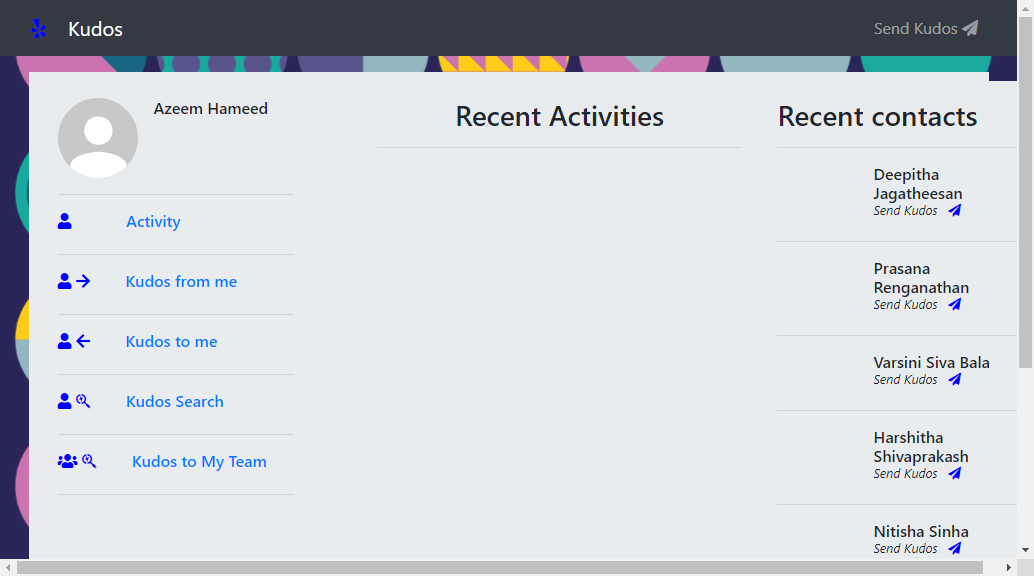 Kudos
Send Kudos
Azeem Hameed
Activity
Kudos from me
Kudos to me
Kudos Search
Kudos to My Team
Recent Activities
Recent contacts
Deepitha
Jagatheesan
Send Kudos
Prasana
Renganathan
Send Kudos
Varsini Siva Bala
Send Kudos
Harshitha
Shivaprakash
Send Kudos
Nitisha Sinha
Send Kudos